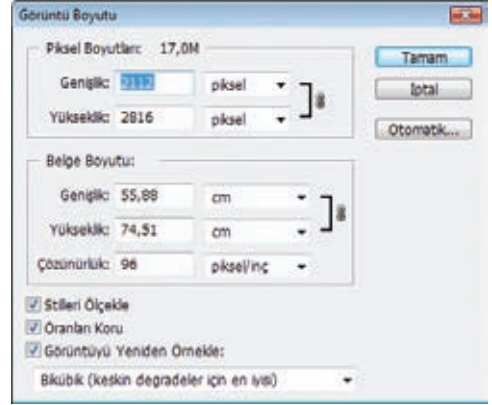 Görüntü Boyutu
Piksel Boyutları: 17,0M
Genişlik: 2112 piksel
Yükseklik: 2816 piksel
Tamam
İptal
Otomatik...
Belge Boyutu:
Genişlik: 55,88 cm
Yükseklik: 74,51 cm
Çözünürlük: 96 piksel/inç
Stilleri Ölçekle
Oranları Koru
Görüntüyü Yeniden Örnekle:
Bikübik (keskin degradeler için en iyisi)